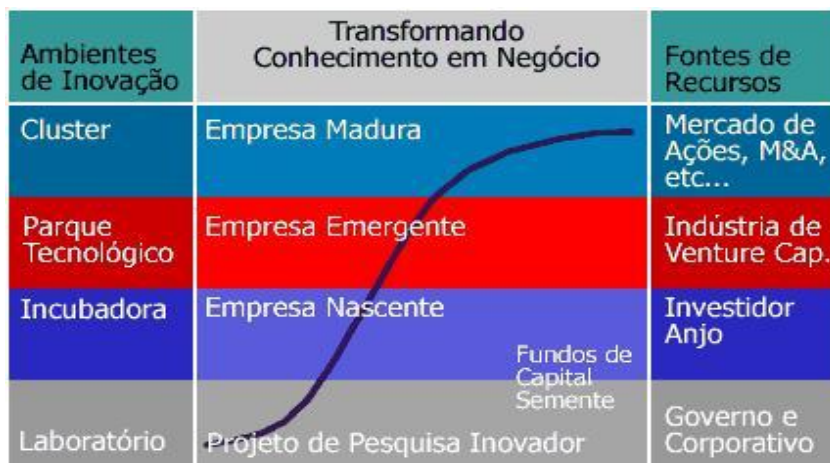 Ambientes
de Inovação
Transformando
Conhecimento em Negócio
Fontes de
Recursos
Cluster
Empresa Madura
Mercado de
Ações, M&A,
etc...
Parque
Tecnológico
Empresa Emergente
Indústria de
Venture Cap.
Incubadora
Empresa Nascente
Investidor
Anjo
Fundos de
Capital
Semente
Laboratório
Projeto de Pesquisa Inovador
Governo e
Corporativo